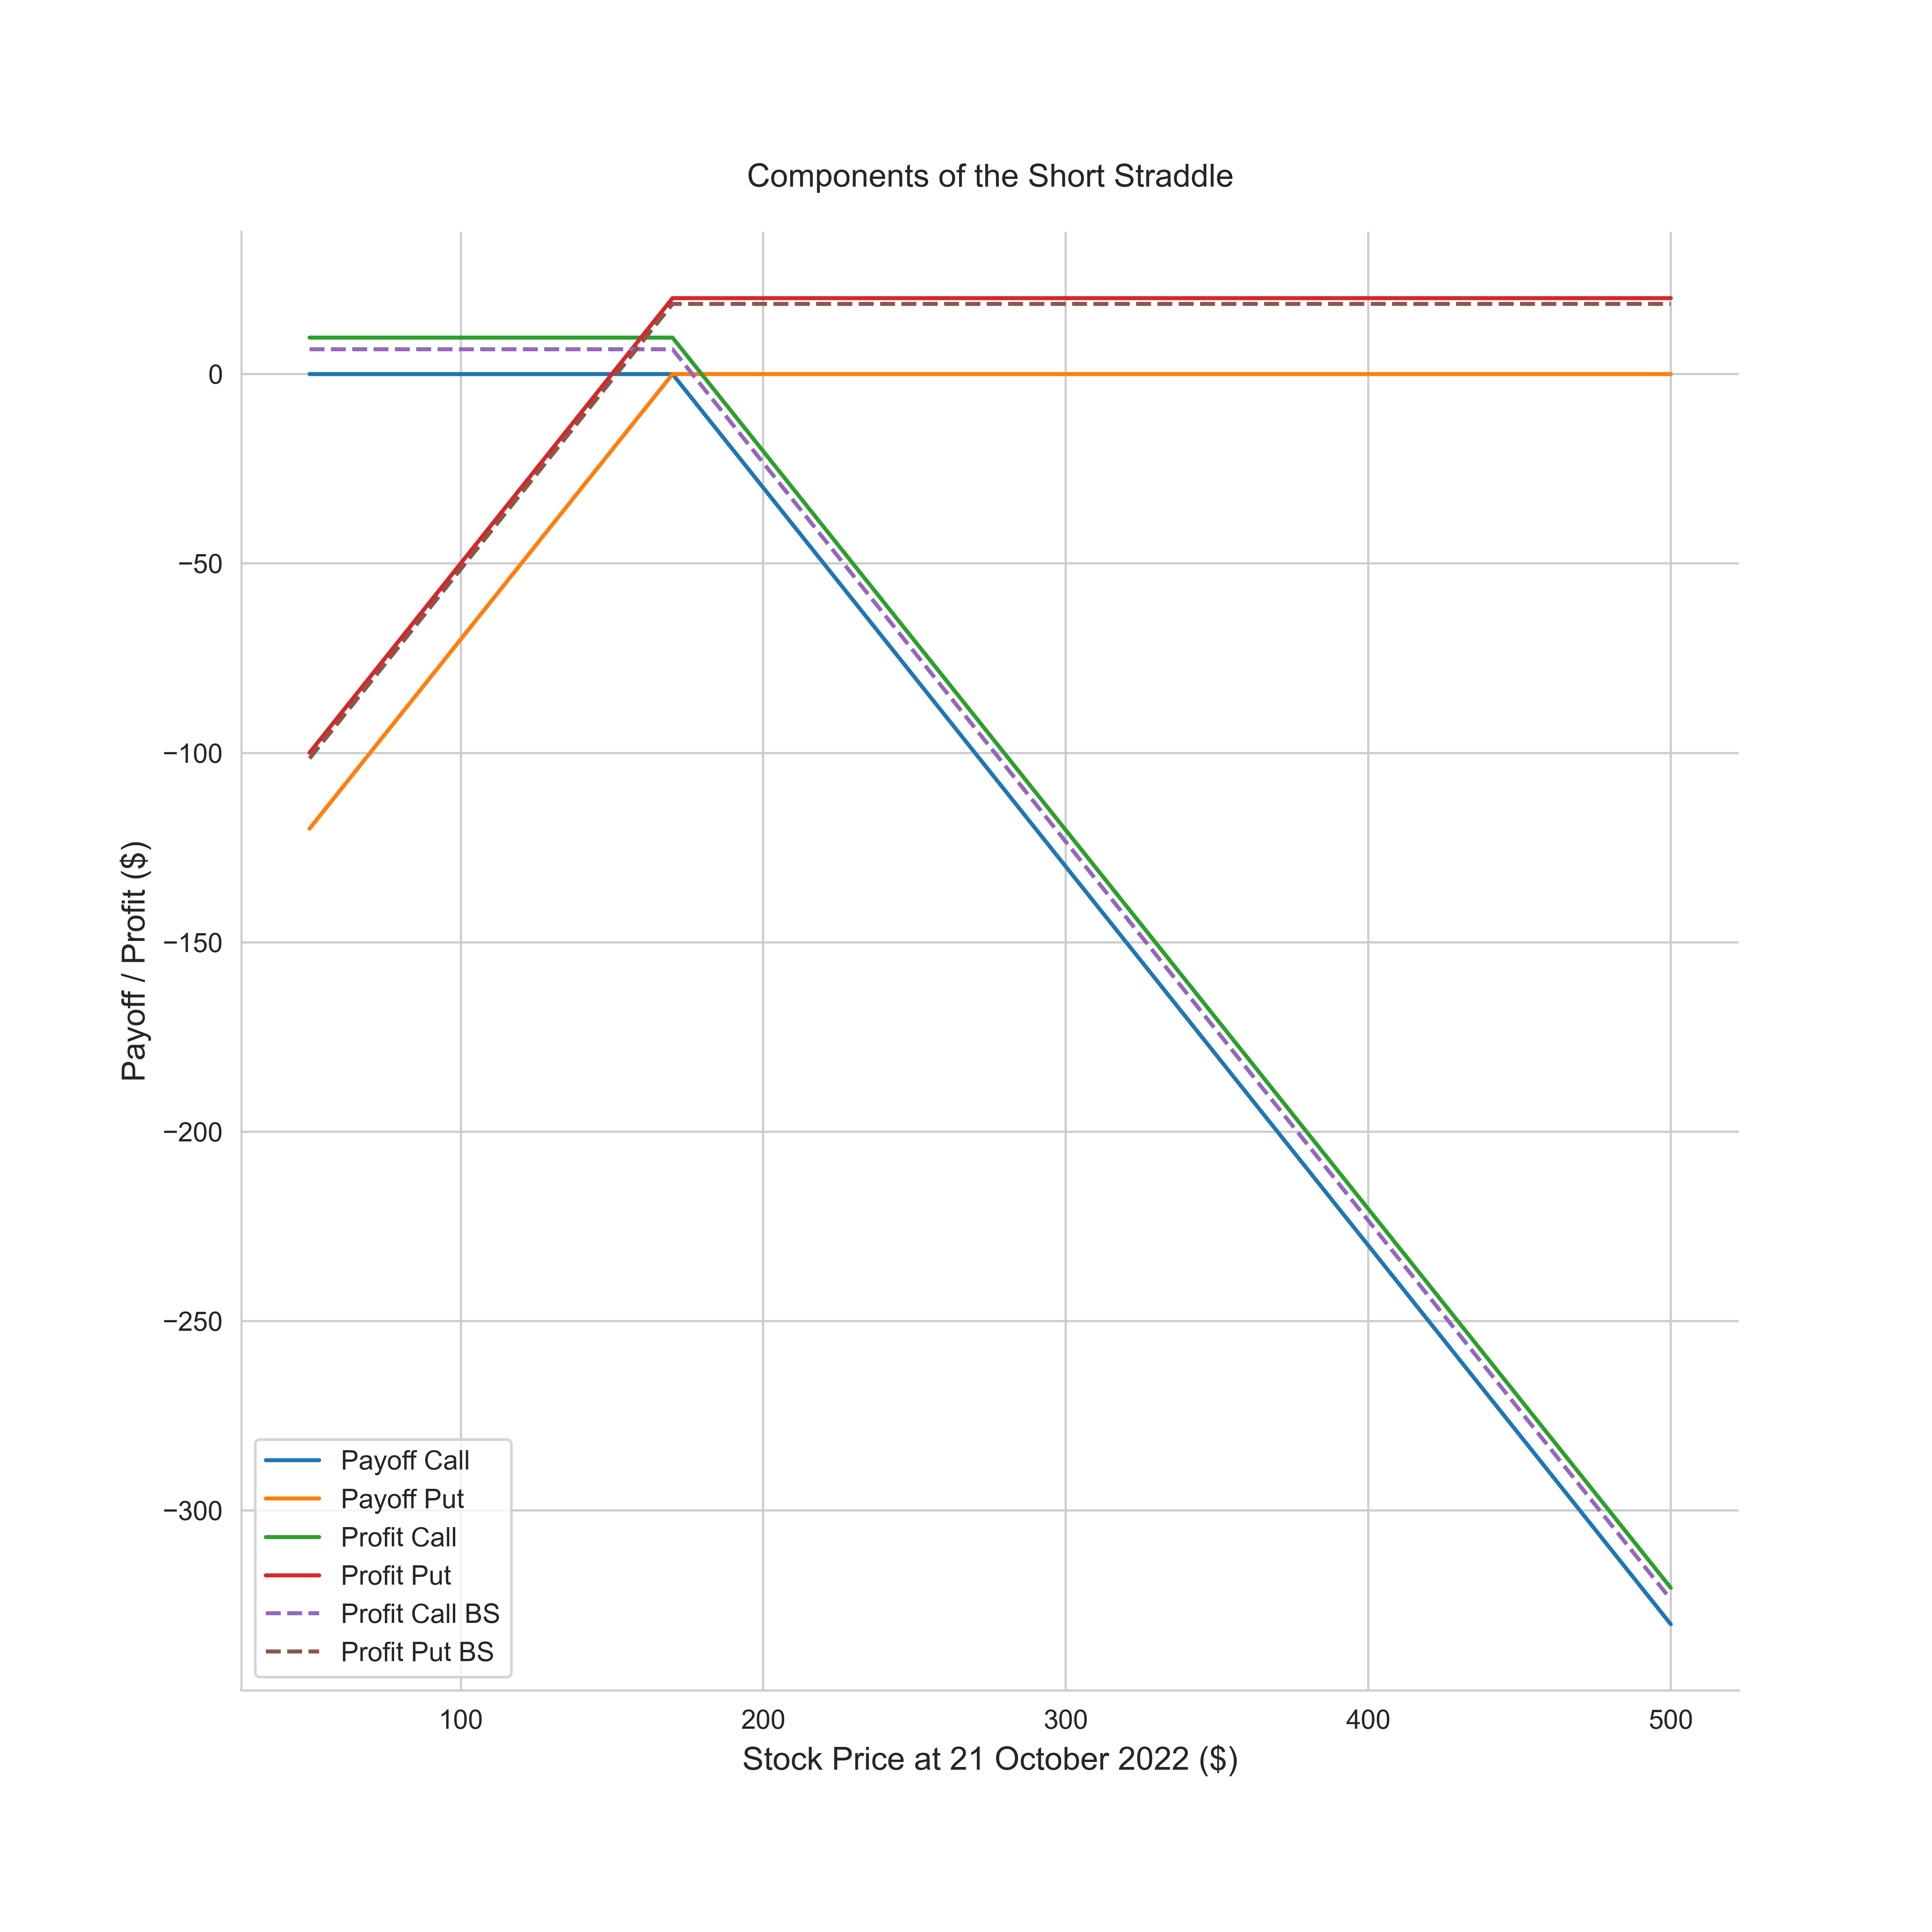 Components of the Short Straddle
0
−50
−100
−150
−200
−250
−300
Payoff / Profit ($)
Payoff Call
Payoff Put
Profit Call
Profit Put
Profit Call BS
Profit Put BS
100 200 300 400 500
Stock Price at 21 October 2022 ($)